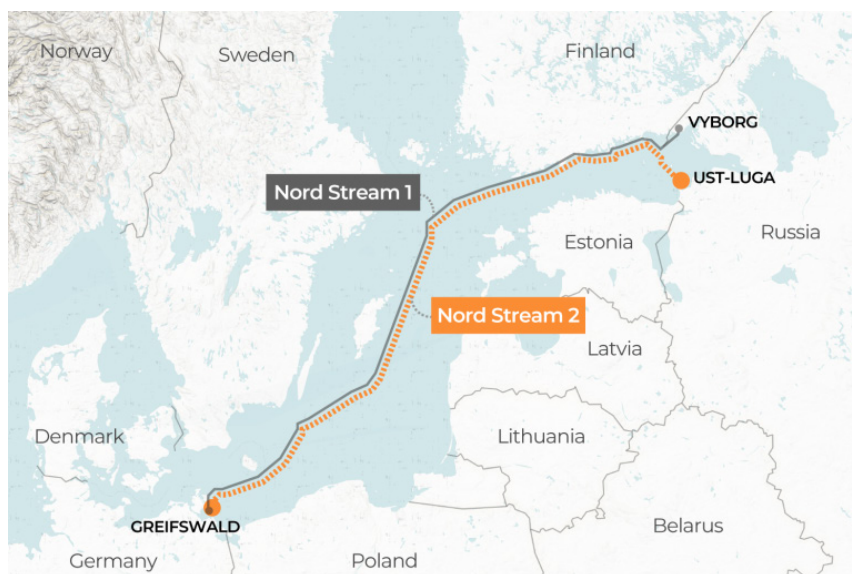 Norway
Sweden
Finland
VYBORG
UST-LUGA
Nord Stream 1
Estonia
Russia
Nord Stream 2
Latvia
Denmark
Lithuania
GREIFSWALD
Belarus
Germany
Poland